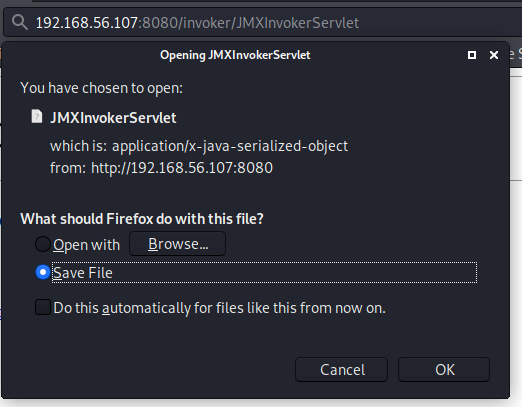 192.168.56.107:8080/invoker/JMXInvokerServlet
Opening JMXInvokerServlet
You have chosen to open:
JMXInvokerServlet
which is: application/x-java-serialized-object
from: http://192.168.56.107:8080
What should Firefox do with this file?
Open with Browse...
Save File
Do this automatically for files like this from now on.
Cancel OK